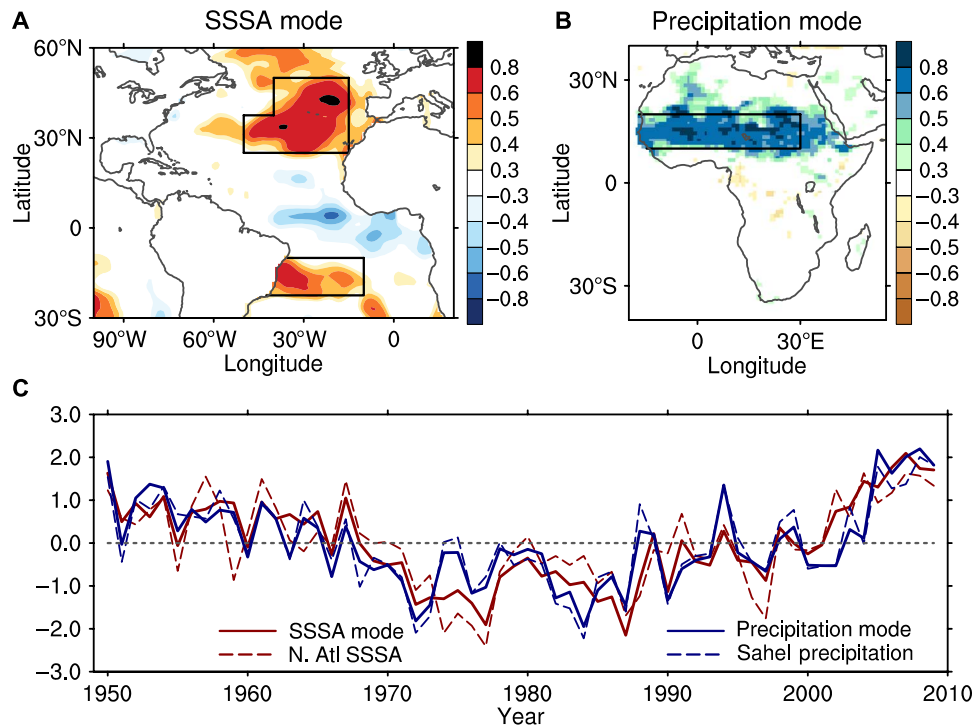 A
SSSA mode
60°N
30°N
0
30°S
Latitude
90°W
60°W
30°W
0
Longitude
0.8
0.6
0.5
0.4
0.3
−0.3
−0.4
−0.5
−0.6
−0.8
B
Precipitation mode
30°N
0
30°S
Latitude
0
30°E
Longitude
0.8
0.6
0.5
0.4
0.3
−0.3
−0.4
−0.5
−0.6
−0.8
C
3.0
2.0
1.0
0.0
−1.0
−2.0
−3.0
SSSA mode
N. Atl SSSA
Precipitation mode
Sahel precipitation
1950
1960
1970
1980
1990
2000
2010
Year